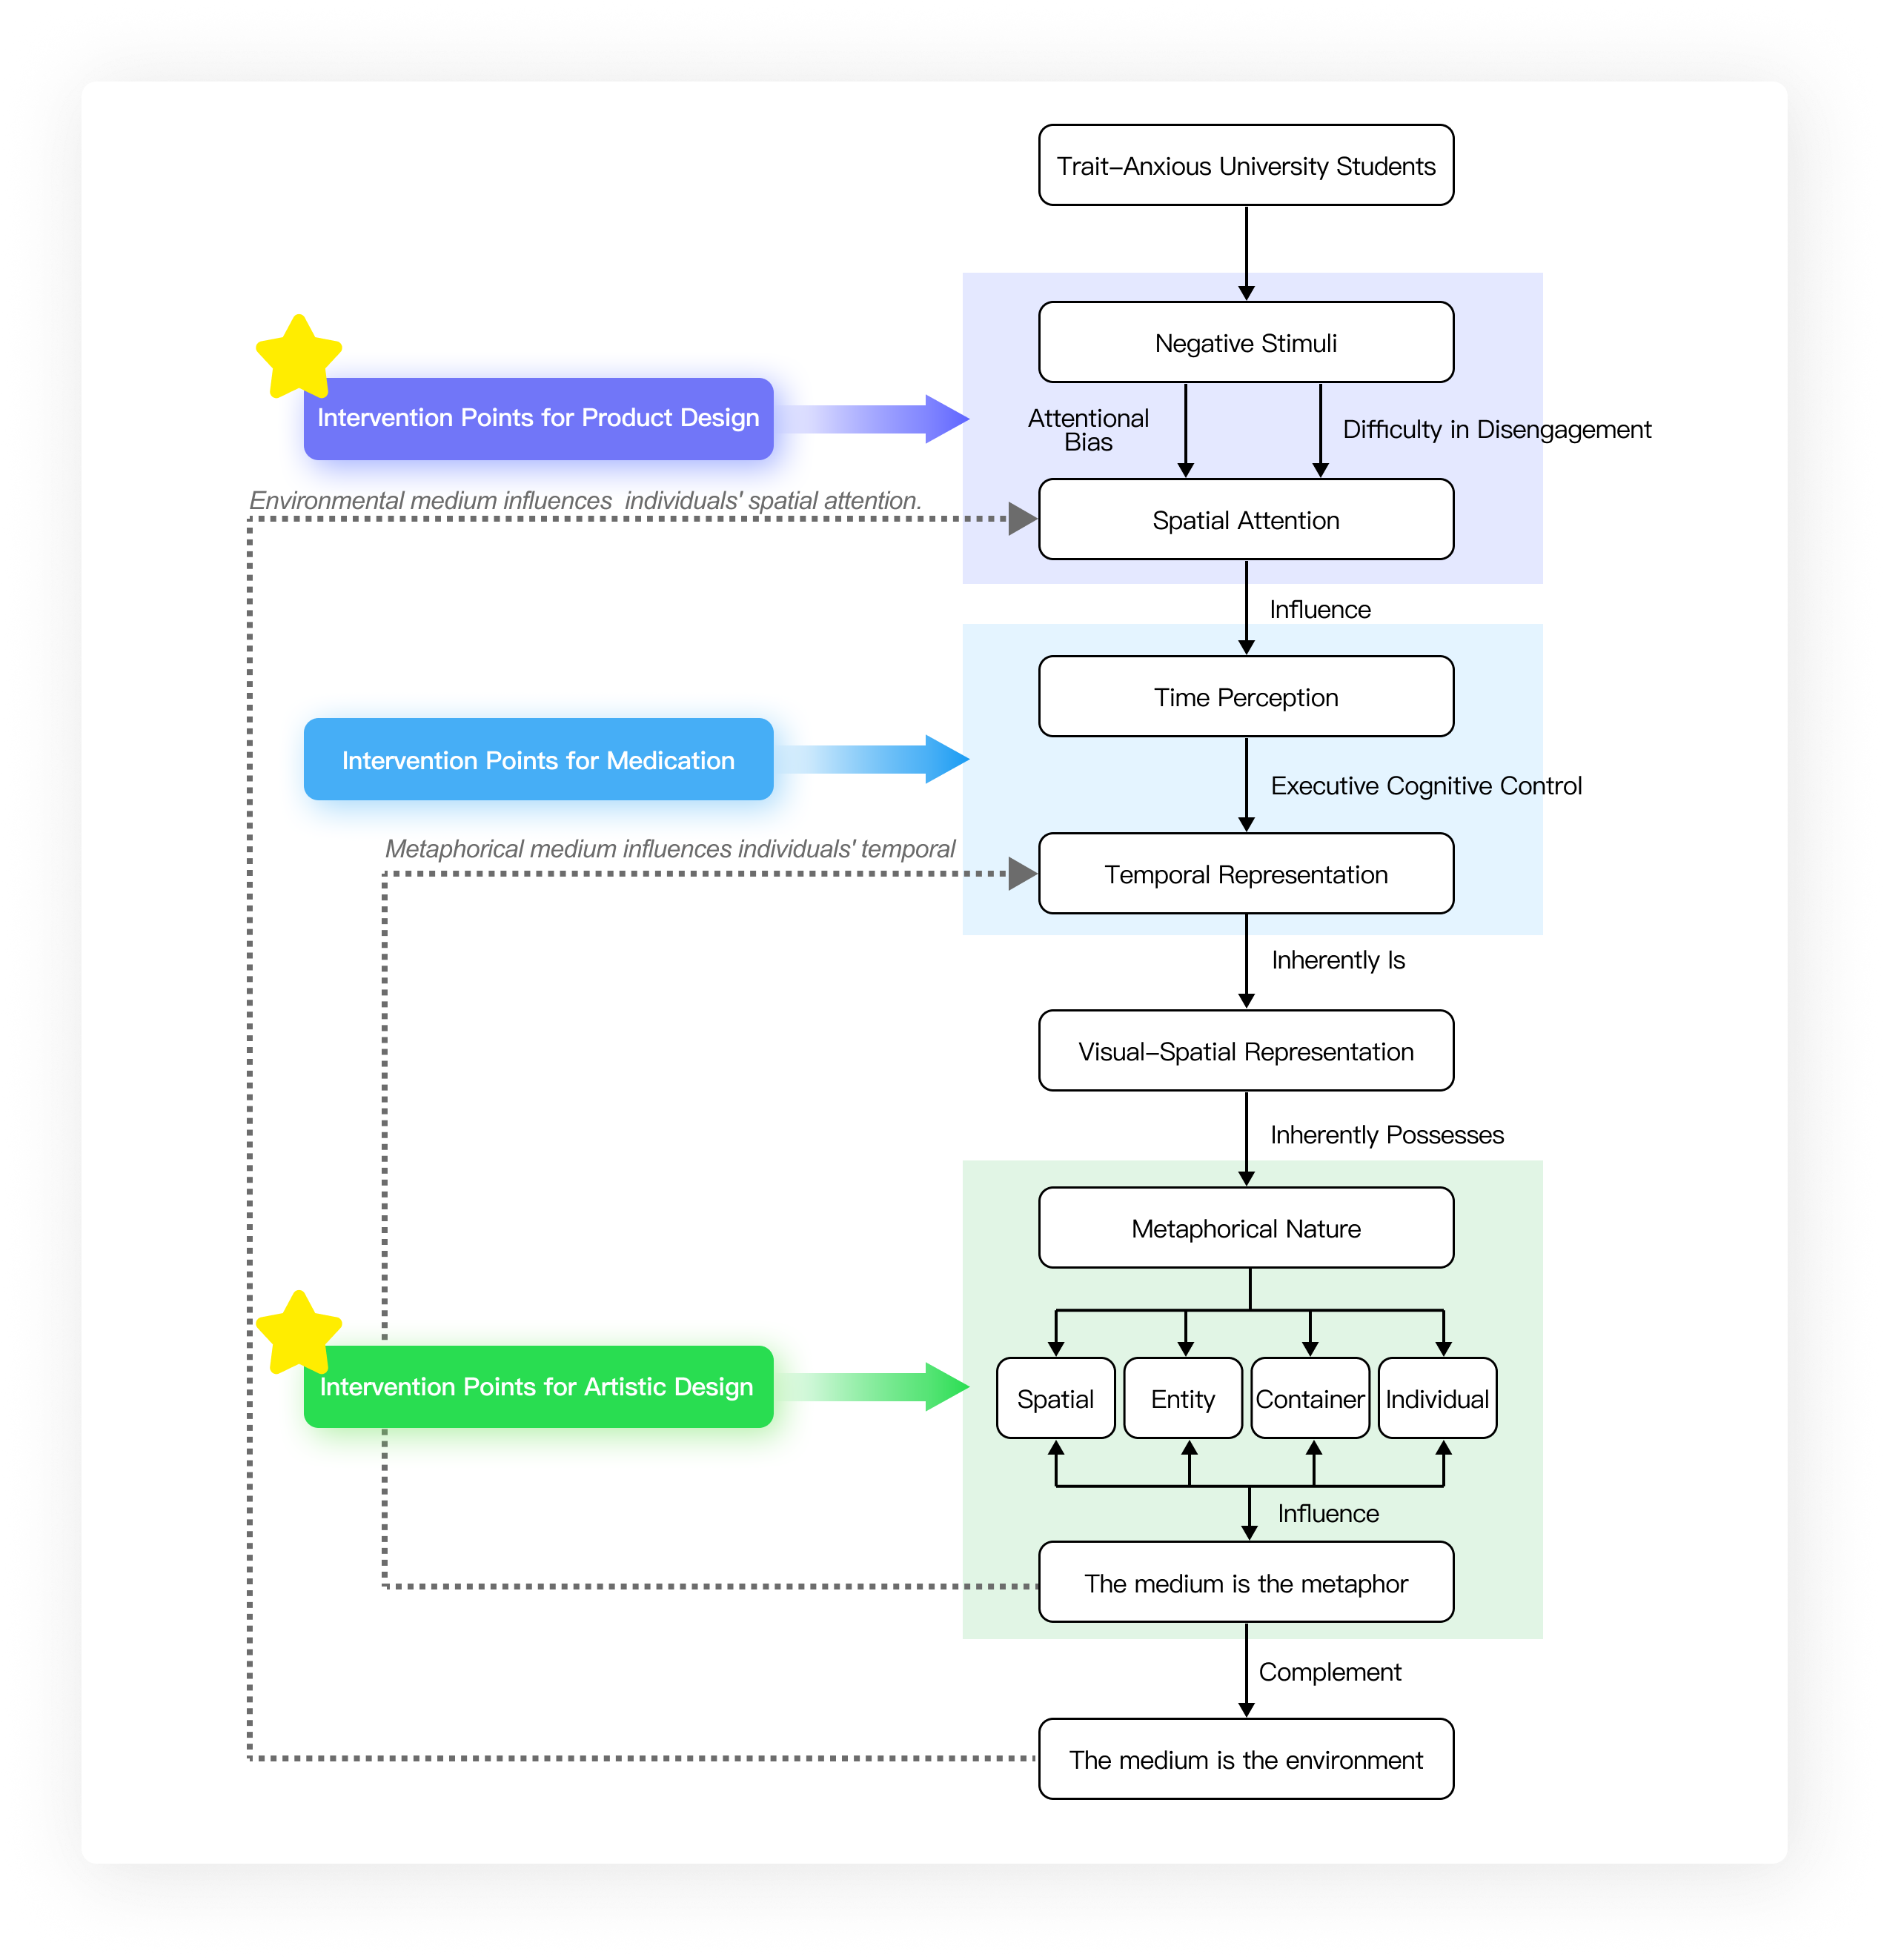 Trait-Anxious University Students
Negative Stimuli
Intervention Points for Product Design
Attentional
Bias
Difficulty in Disengagement
Environmental medium influences  individuals' spatial attention.
Spatial Attention
Influence
Time Perception
Intervention Points for Medication
Executive Cognitive Control
Metaphorical medium influences individuals' temporal
Temporal Representation
Inherently Is
Visual-Spatial Representation
Inherently Possesses
Metaphorical Nature
Intervention Points for Artistic Design
Spatial
Entity
Container
Individual
Influence
The medium is the metaphor
Complement
The medium is the environment